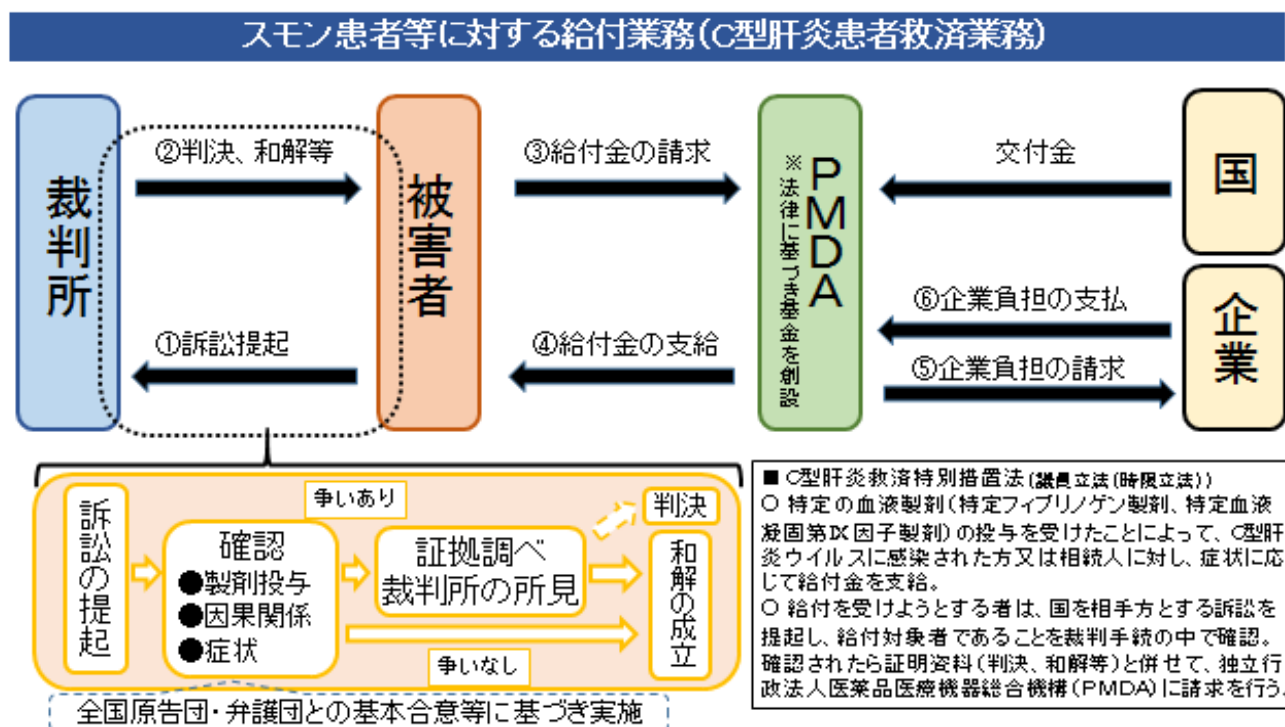 スモン患者等に対する給付業務(C型肝炎患者救済業務)
裁判所
②判決、和解等
①訴訟提起
被害者
③給付金の請求
④給付金の支給
PMDA
※法律に基づき基金を創設
交付金
⑥企業負担の支払
⑤企業負担の請求
国
企業
訴訟の提起
争いあり
確認
●製剤投与
●因果関係
●症状
争いなし
証拠調べ
裁判所の所見
判決
和解の成立
全国原告団・弁護団との基本合意等に基づき実施
■ C型肝炎救済特別措置法(議員立法(時限立法))
○ 特定の血液製剤(特定フィブリノゲン製剤、特定血液
凝固第Ⅸ因子製剤)の投与を受けたことによって、C型肝
炎ウイルスに感染された方又は相続人に対し、症状に応
じて給付金を支給。
○ 給付を受けようとする者は、国を相手方とする訴訟を
提起し、給付対象者であることを裁判手続の中で確認。
確認されたら証明資料(判決、和解等)と併せて、独立行
政法人医薬品医療機器総合機構(PMDA)に請求を行う。